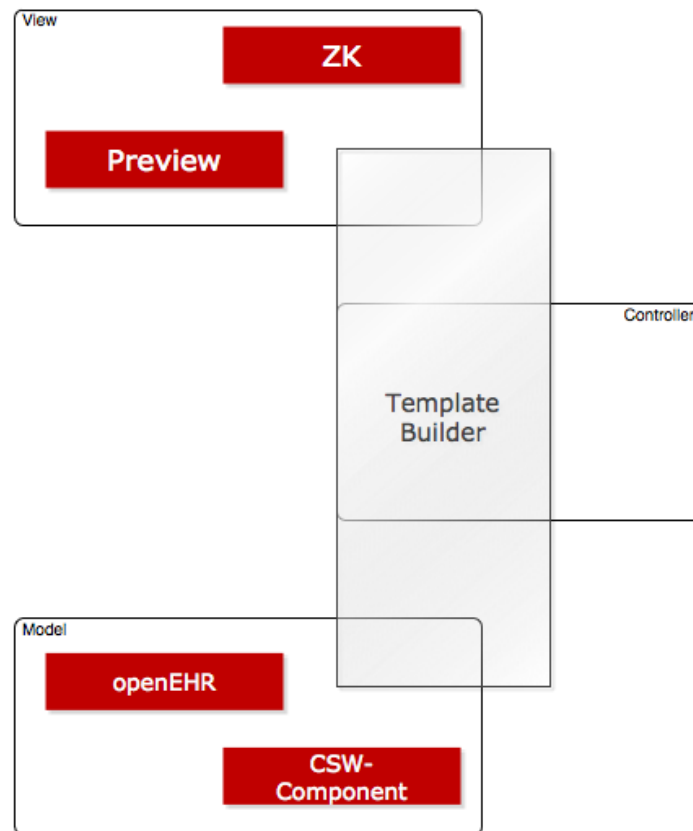 View
ZK
Preview
Controller
Template
Builder
Model
openEHR
CSW-
Component